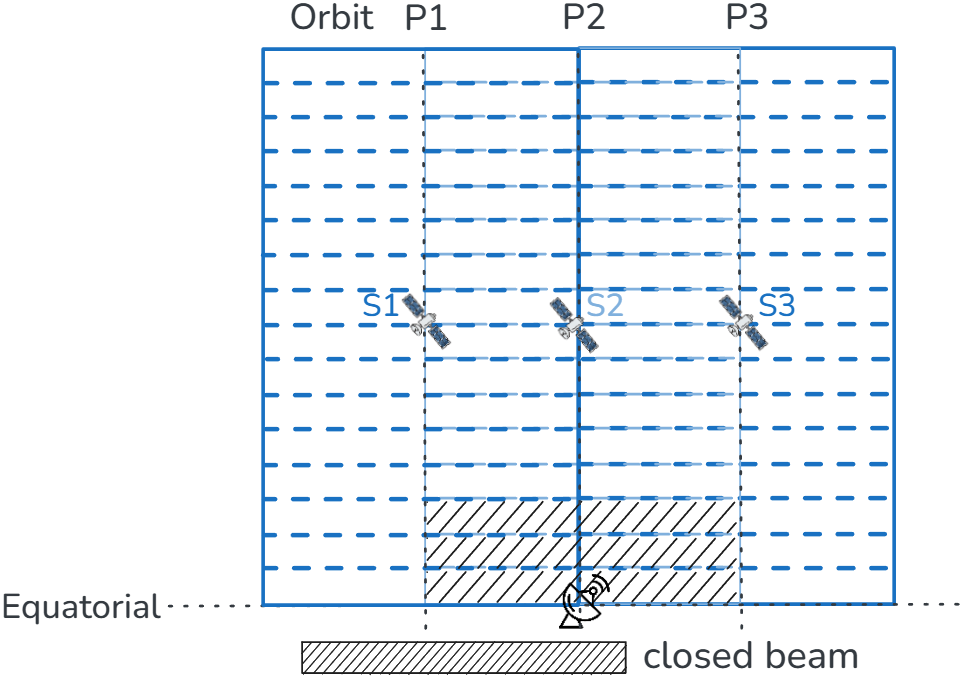 Orbit P1 P2 P3
S1 S2 S3
Equatorial
closed beam